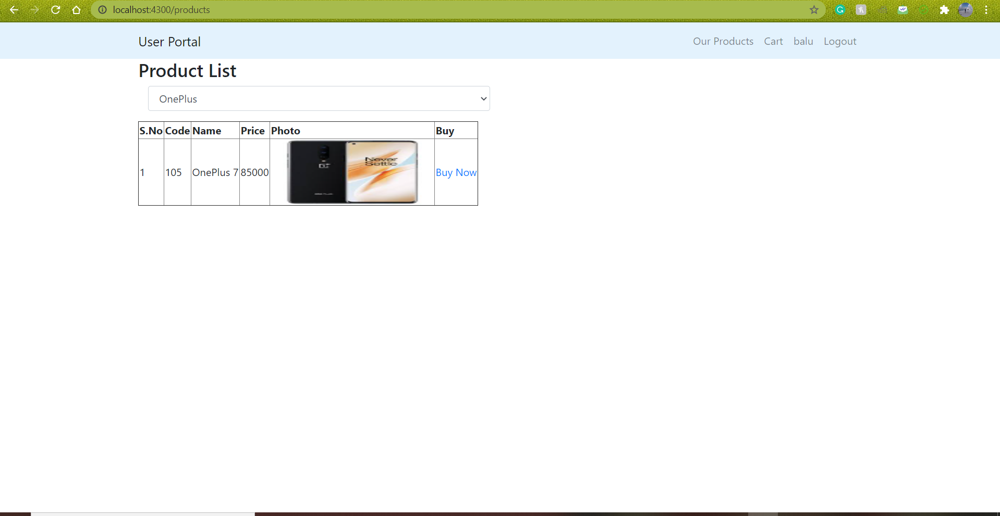 localhost:4300/products
User Portal
Our Products Cart balu Logout
Product List
OnePlus
S.No Code Name Price Photo Buy
Never
Settle
1 105 OnePlus 7 85000 Buy Now